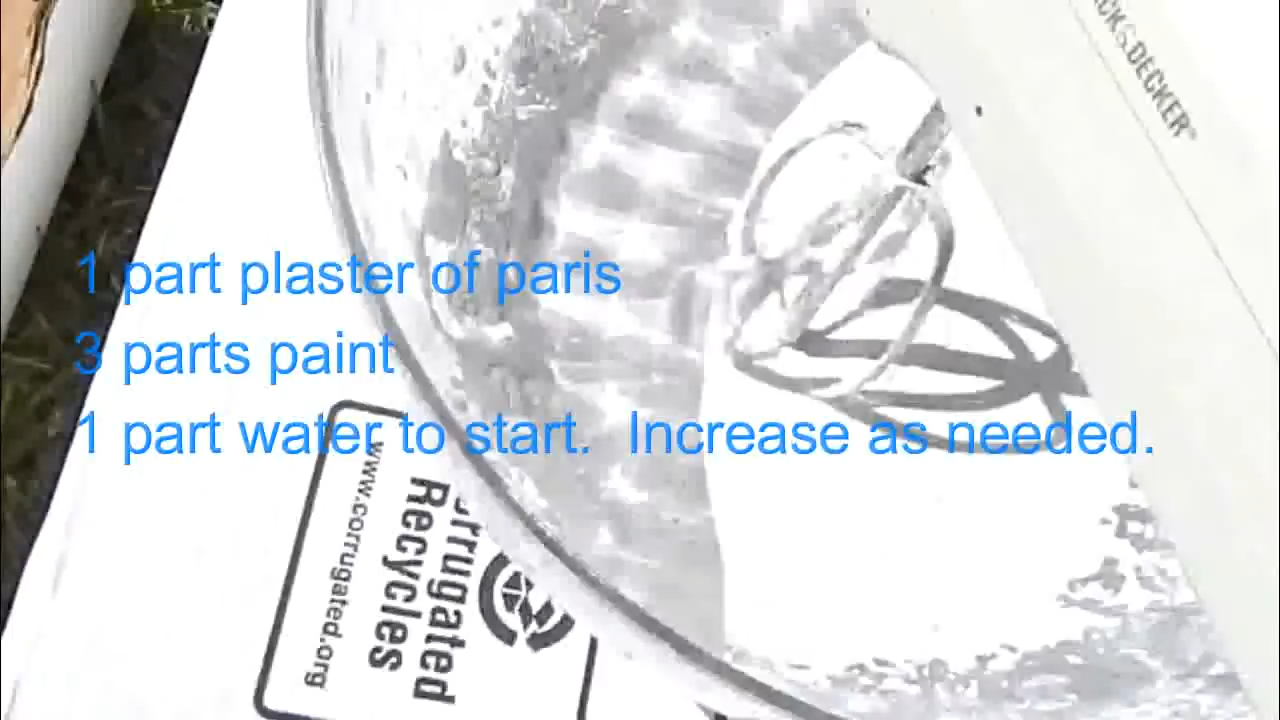 1 part plaster of paris
3 parts paint
1 part water to start.  Increase as needed.
DECKER®
Recycles
www.corrugated.org